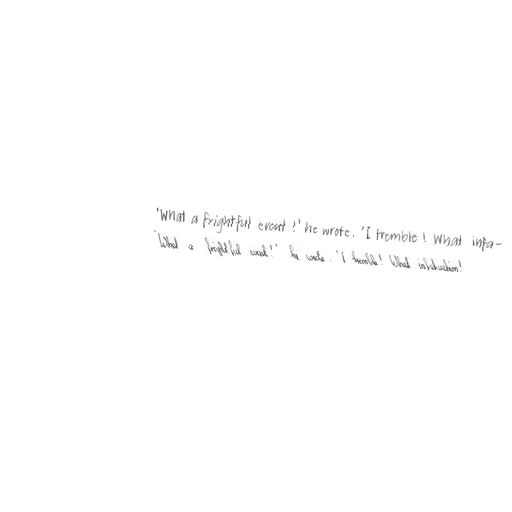 'What a frightful event!' he wrote. 'I tremble! What infa-
'What a frightful event!' he wrote. 'I tremble! What infatuation!